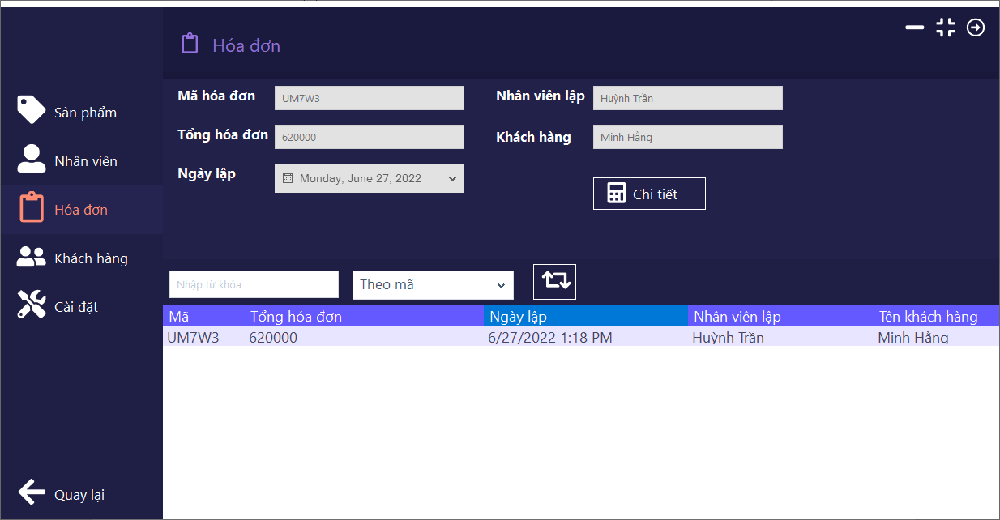 Hóa đơn
Sản phẩm
Nhân viên
Hóa đơn
Khách hàng
Cài đặt
Quay lại
Mã hóa đơn UM7W3 Nhân viên lập Huỳnh Trần
Tổng hóa đơn 620000 Khách hàng Minh Hằng
Ngày lập Monday, June 27, 2022
Chi tiết
Nhập từ khóa Theo mã
Mã Tổng hóa đơn Ngày lập Nhân viên lập Tên khách hàng
UM7W3 620000 6/27/2022 1:18 PM Huỳnh Trần Minh Hằng